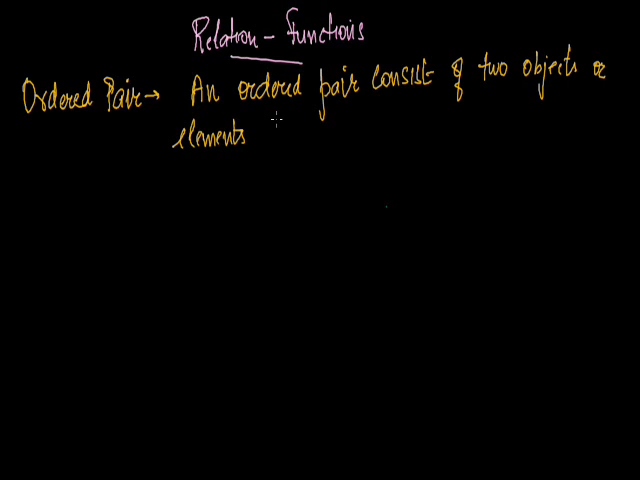 Relation - Functions
Ordered Pair → An ordered pair consist of two objects or
elements